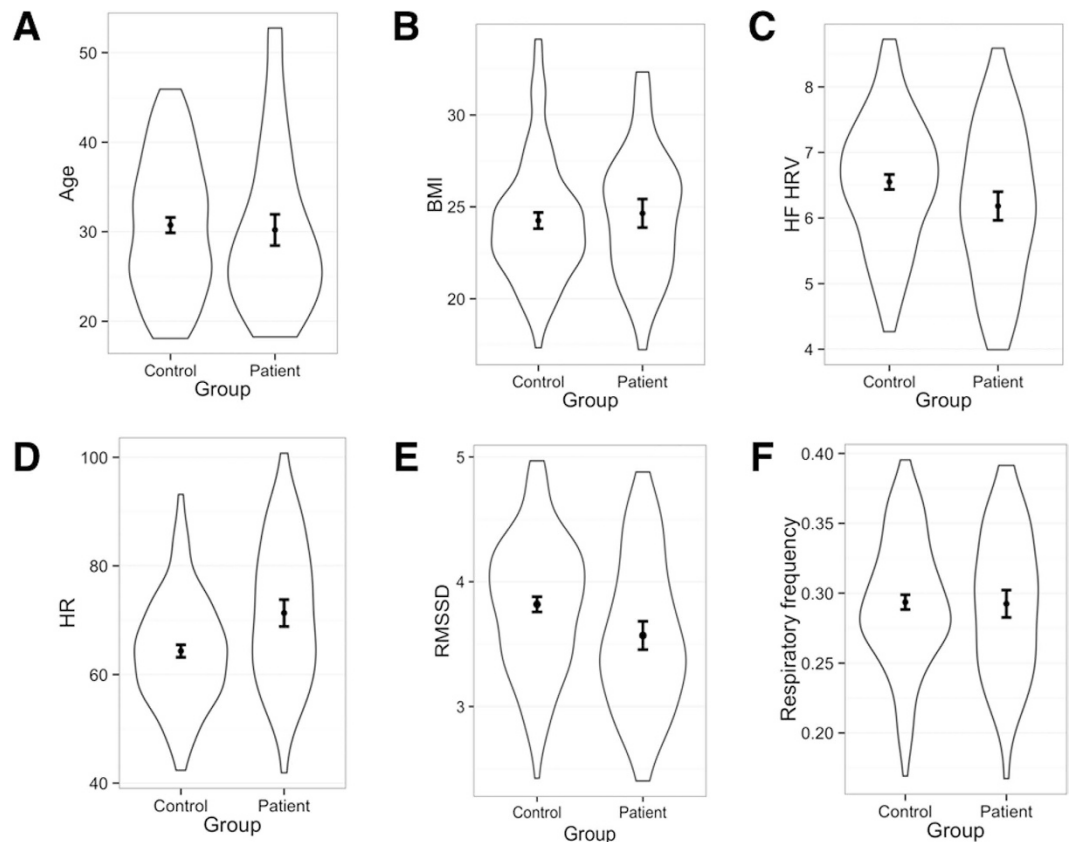 A
Age
50
40
30
20
Control Patient
Group
B
BMI
30
25
20
Control Patient
Group
C
HF HRV
8
7
6
5
4
Control Patient
Group
D
HR
100
80
60
40
Control Patient
Group
E
RMSSD
5
4
3
Control Patient
Group
F
Respiratory frequency
0.40
0.35
0.30
0.25
0.20
Control Patient
Group